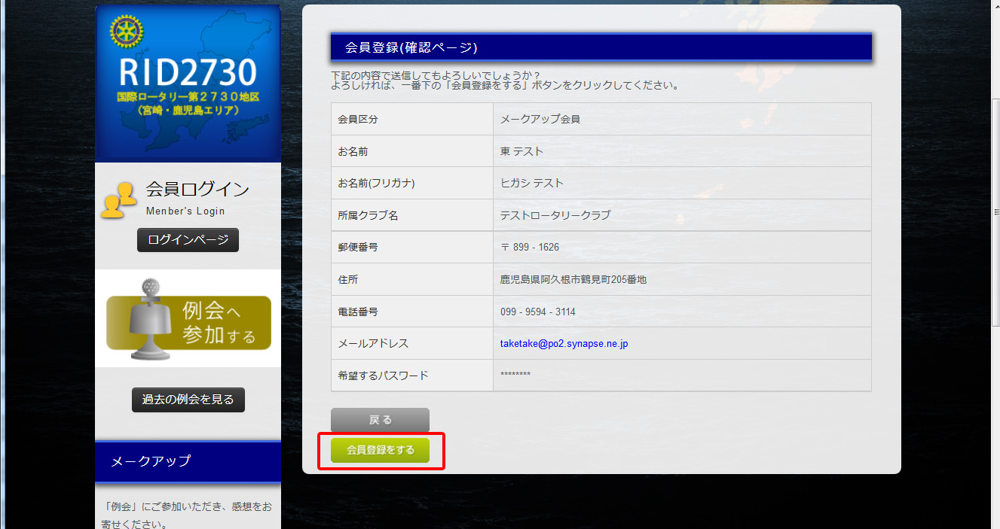 RID2730
国際ロータリー第２７３０地区
（宮崎・鹿児島エリア）
会員ログイン
Menber's Login
ログインページ
例会へ
参加する
過去の例会を見る
メークアップ
「例会」にご参加いただき、感想をお
寄せください。
会員登録(確認ページ)
下記の内容で送信してもよろしいでしょうか？
よろしければ、一番下の「会員登録をする」ボタンをクリックしてください。
会員区分 メークアップ会員
お名前 東 テスト
お名前(フリガナ) ヒガシ テスト
所属クラブ名 テストロータリークラブ
郵便番号 〒 899 - 1626
住所 鹿児島県阿久根市鶴見町205番地
電話番号 099 - 9594 - 3114
メールアドレス taketake@po2.synapse.ne.jp
希望するパスワード ********
戻る
会員登録をする